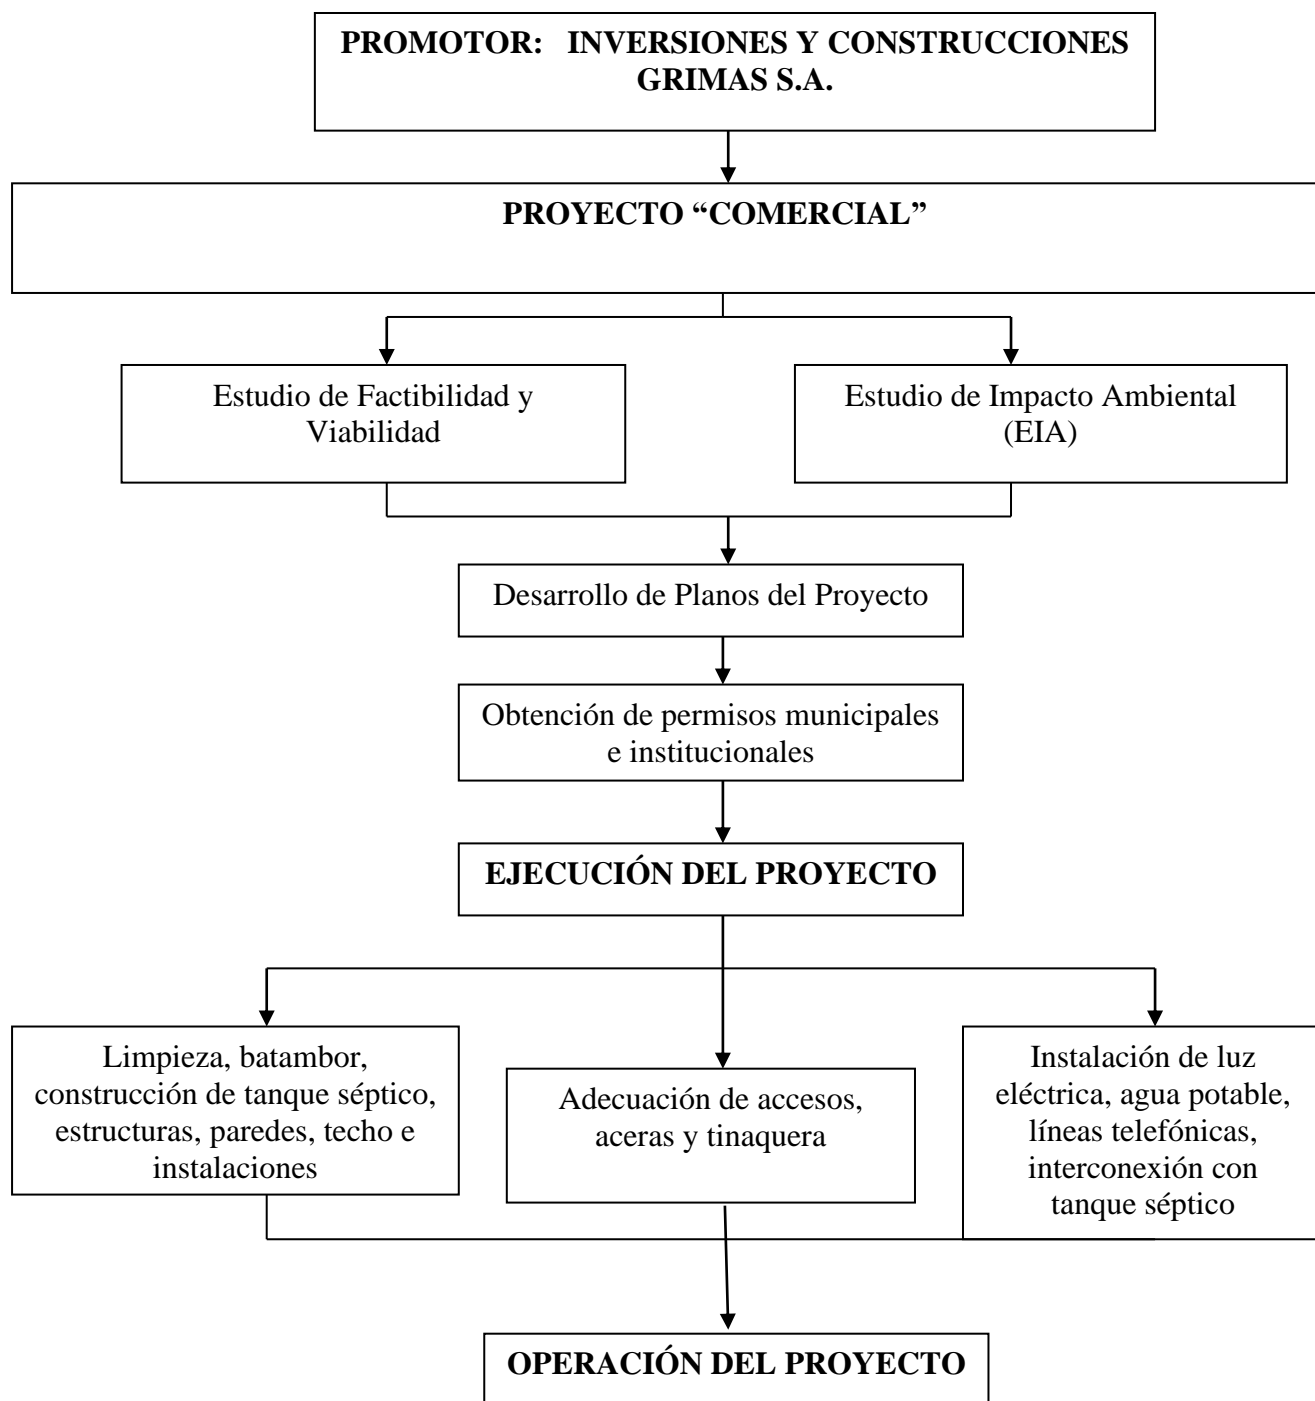 PROMOTOR: INVERSIONES Y CONSTRUCCIONES
GRIMAS S.A.
PROYECTO “COMERCIAL”
Estudio de Factibilidad y
Viabilidad
Estudio de Impacto Ambiental
(EIA)
Desarrollo de Planos del Proyecto
Obtención de permisos municipales
e institucionales
EJECUCIÓN DEL PROYECTO
Limpieza, batambor,
construcción de tanque séptico,
estructuras, paredes, techo e
instalaciones
Adecuación de accesos,
aceras y tinaquera
Instalación de luz
eléctrica, agua potable,
líneas telefónicas,
interconexión con
tanque séptico
OPERACIÓN DEL PROYECTO